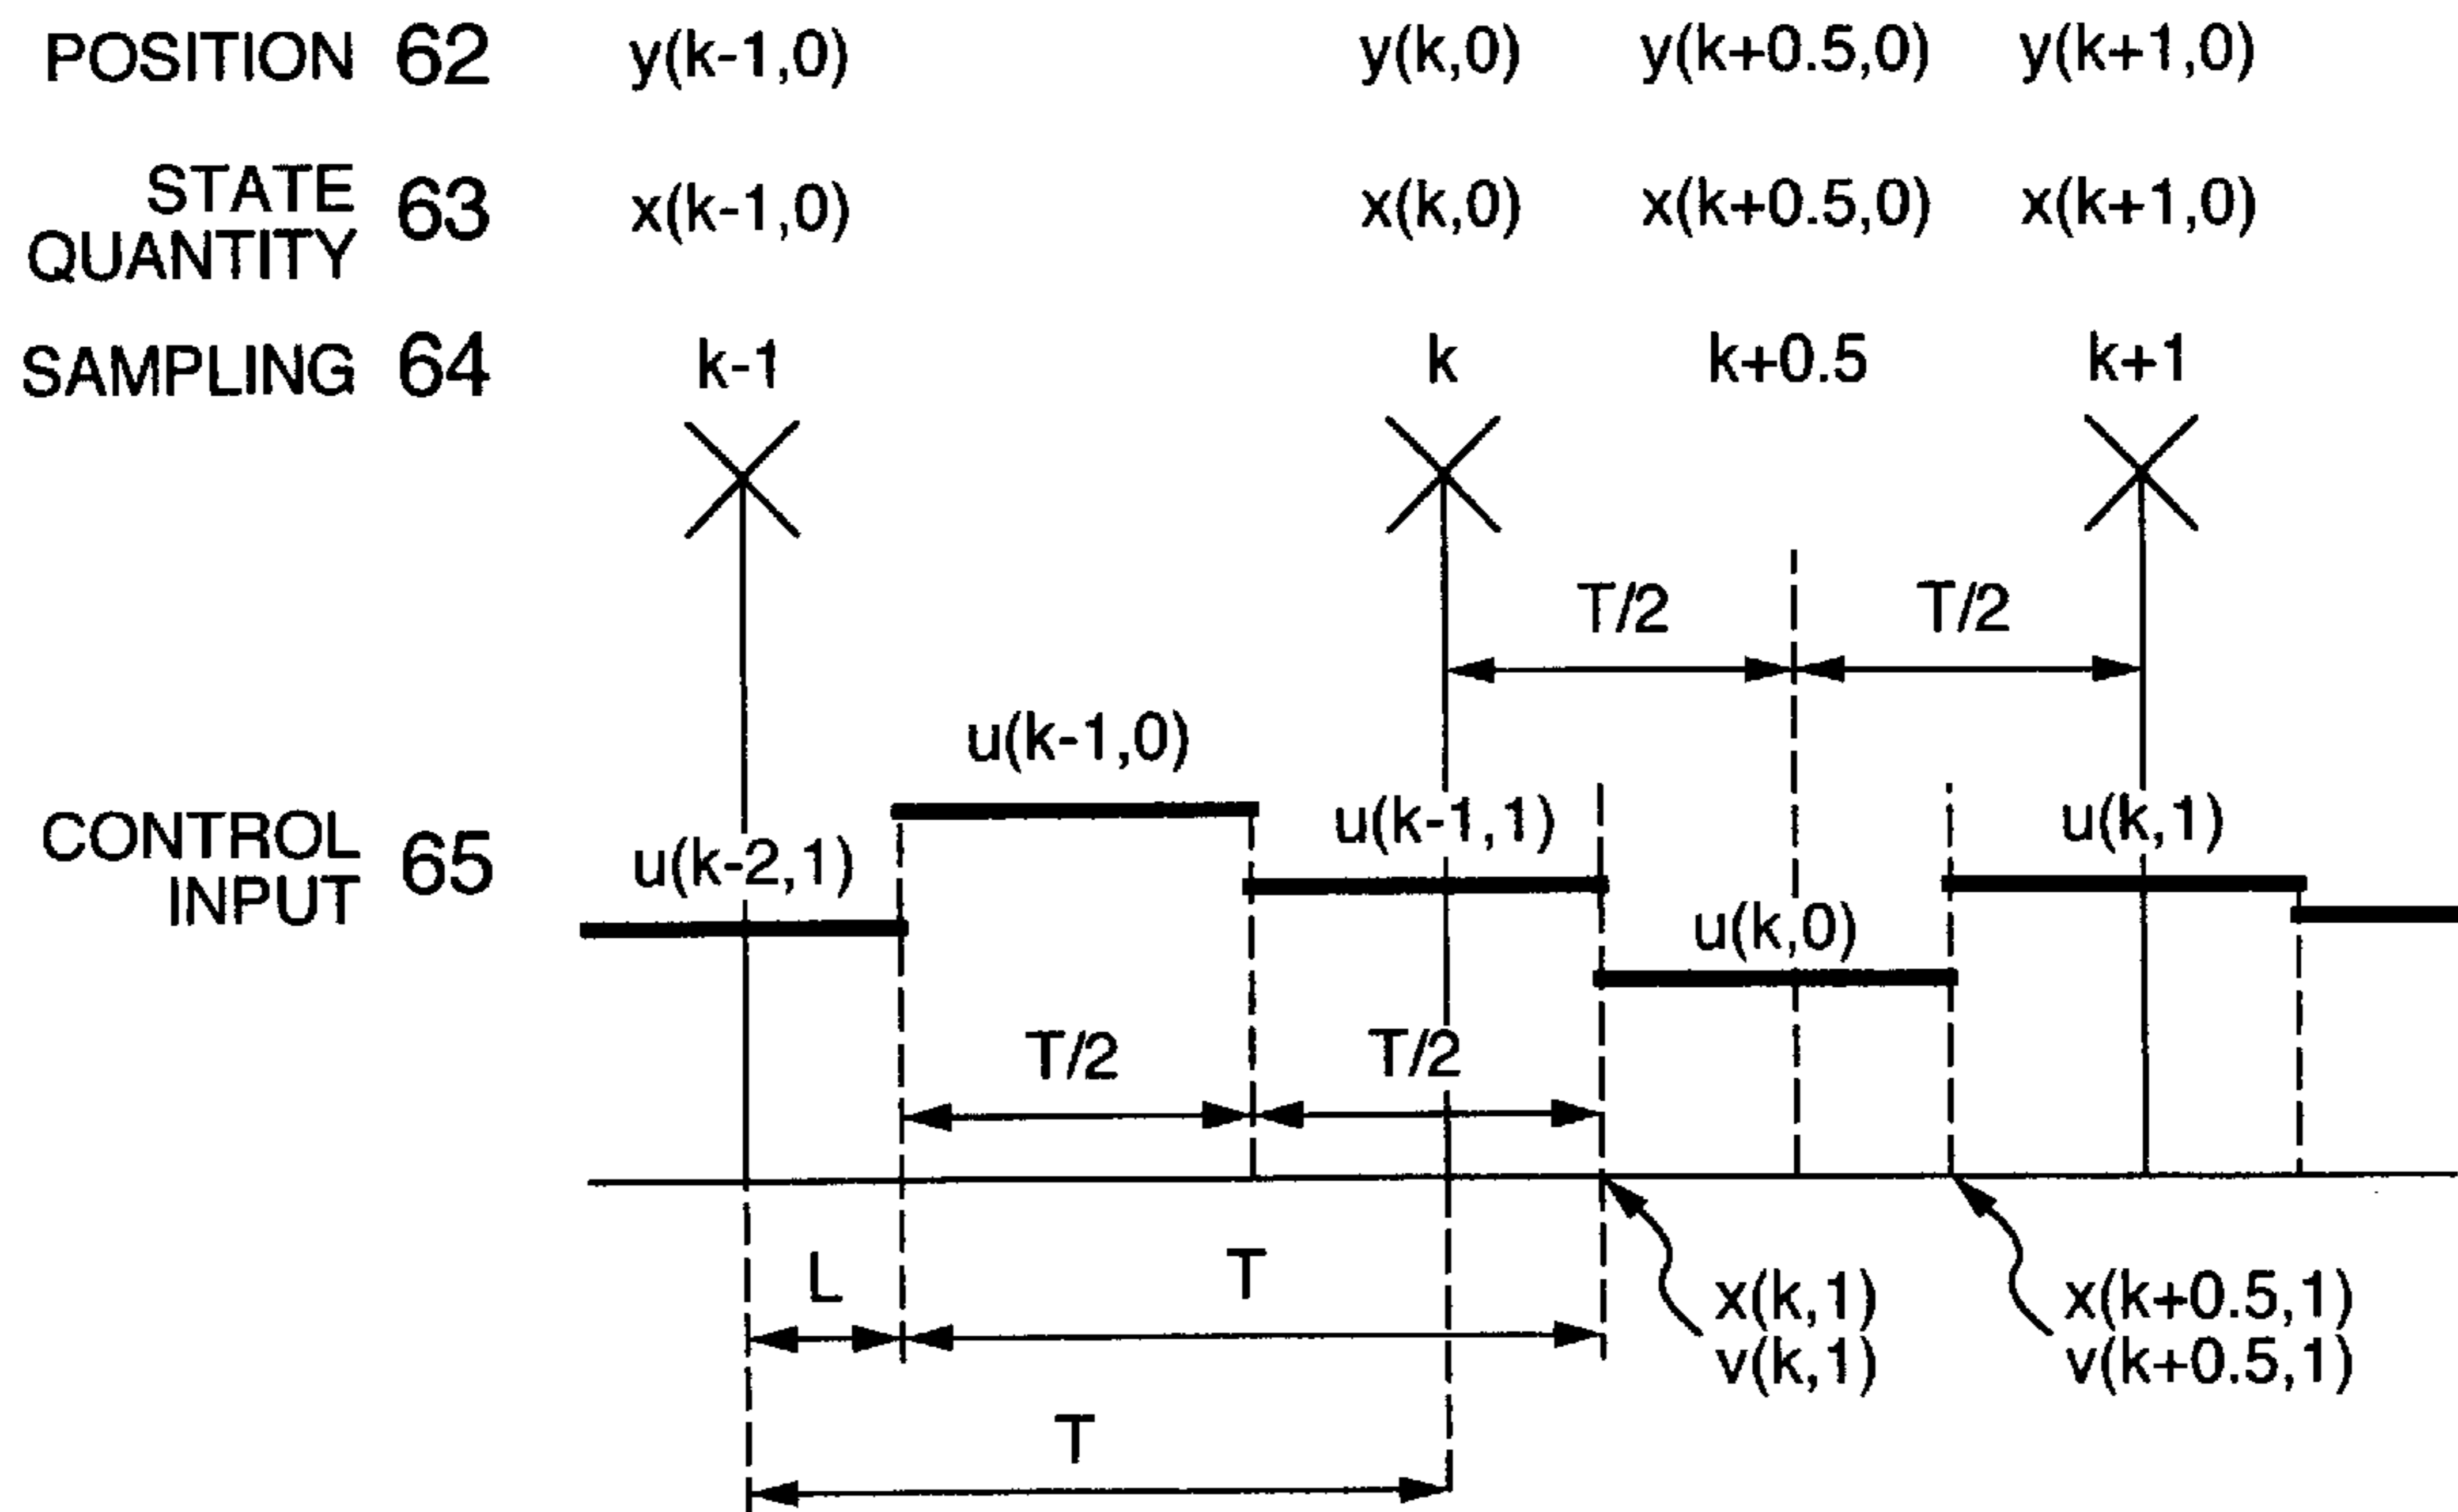 POSITION 62 y(k-1,0) y(k,0) y(k+0.5,0) y(k+1,0)
STATE QUANTITY 63 x(k-1,0) x(k,0) x(k+0.5,0) x(k+1,0)
SAMPLING 64 k-1 k k+0.5 k+1
T/2 T/2
u(k-1,0)
CONTROL INPUT 65 u(k-2,1) u(k-1,1) u(k,1)
u(k,0)
T/2 T/2
L T
x(k,1) x(k+0.5,1)
v(k,1) v(k+0.5,1)
T